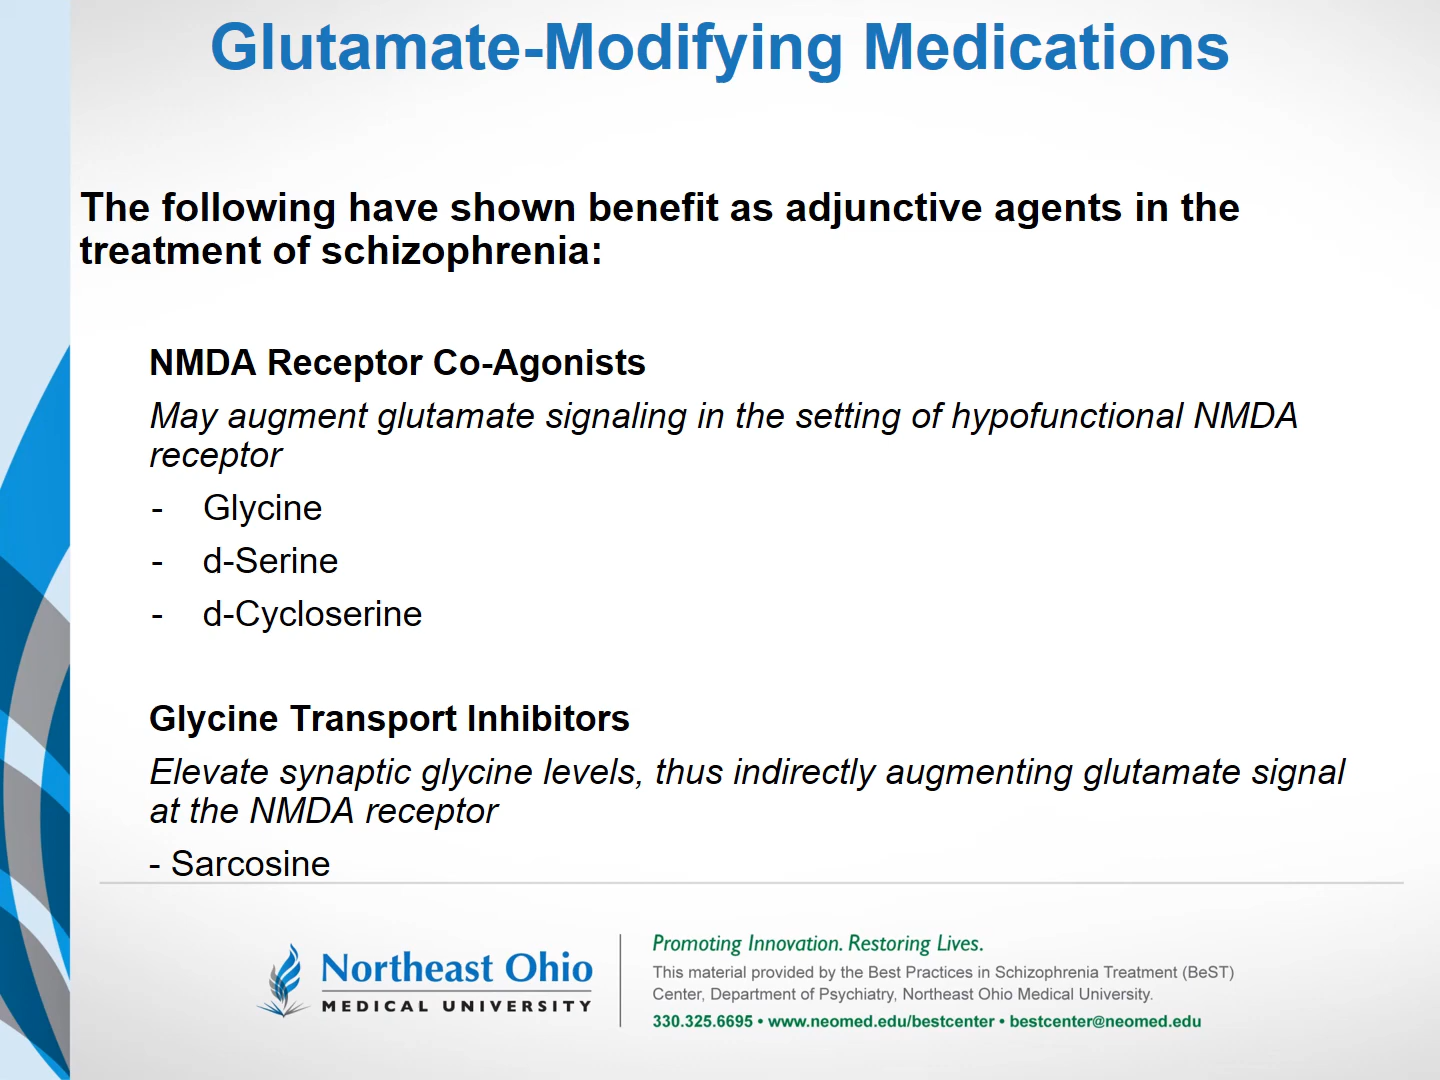 Glutamate-Modifying Medications
The following have shown benefit as adjunctive agents in the
treatment of schizophrenia:
NMDA Receptor Co-Agonists
May augment glutamate signaling in the setting of hypofunctional NMDA
receptor
- Glycine
- d-Serine
- d-Cycloserine
Glycine Transport Inhibitors
Elevate synaptic glycine levels, thus indirectly augmenting glutamate signal
at the NMDA receptor
- Sarcosine
Northeast Ohio
MEDICAL UNIVERSITY
Promoting Innovation. Restoring Lives.
This material provided by the Best Practices in Schizophrenia Treatment (BeST)
Center, Department of Psychiatry, Northeast Ohio Medical University.
330.325.6695 • www.neomed.edu/bestcenter • bestcenter@neomed.edu